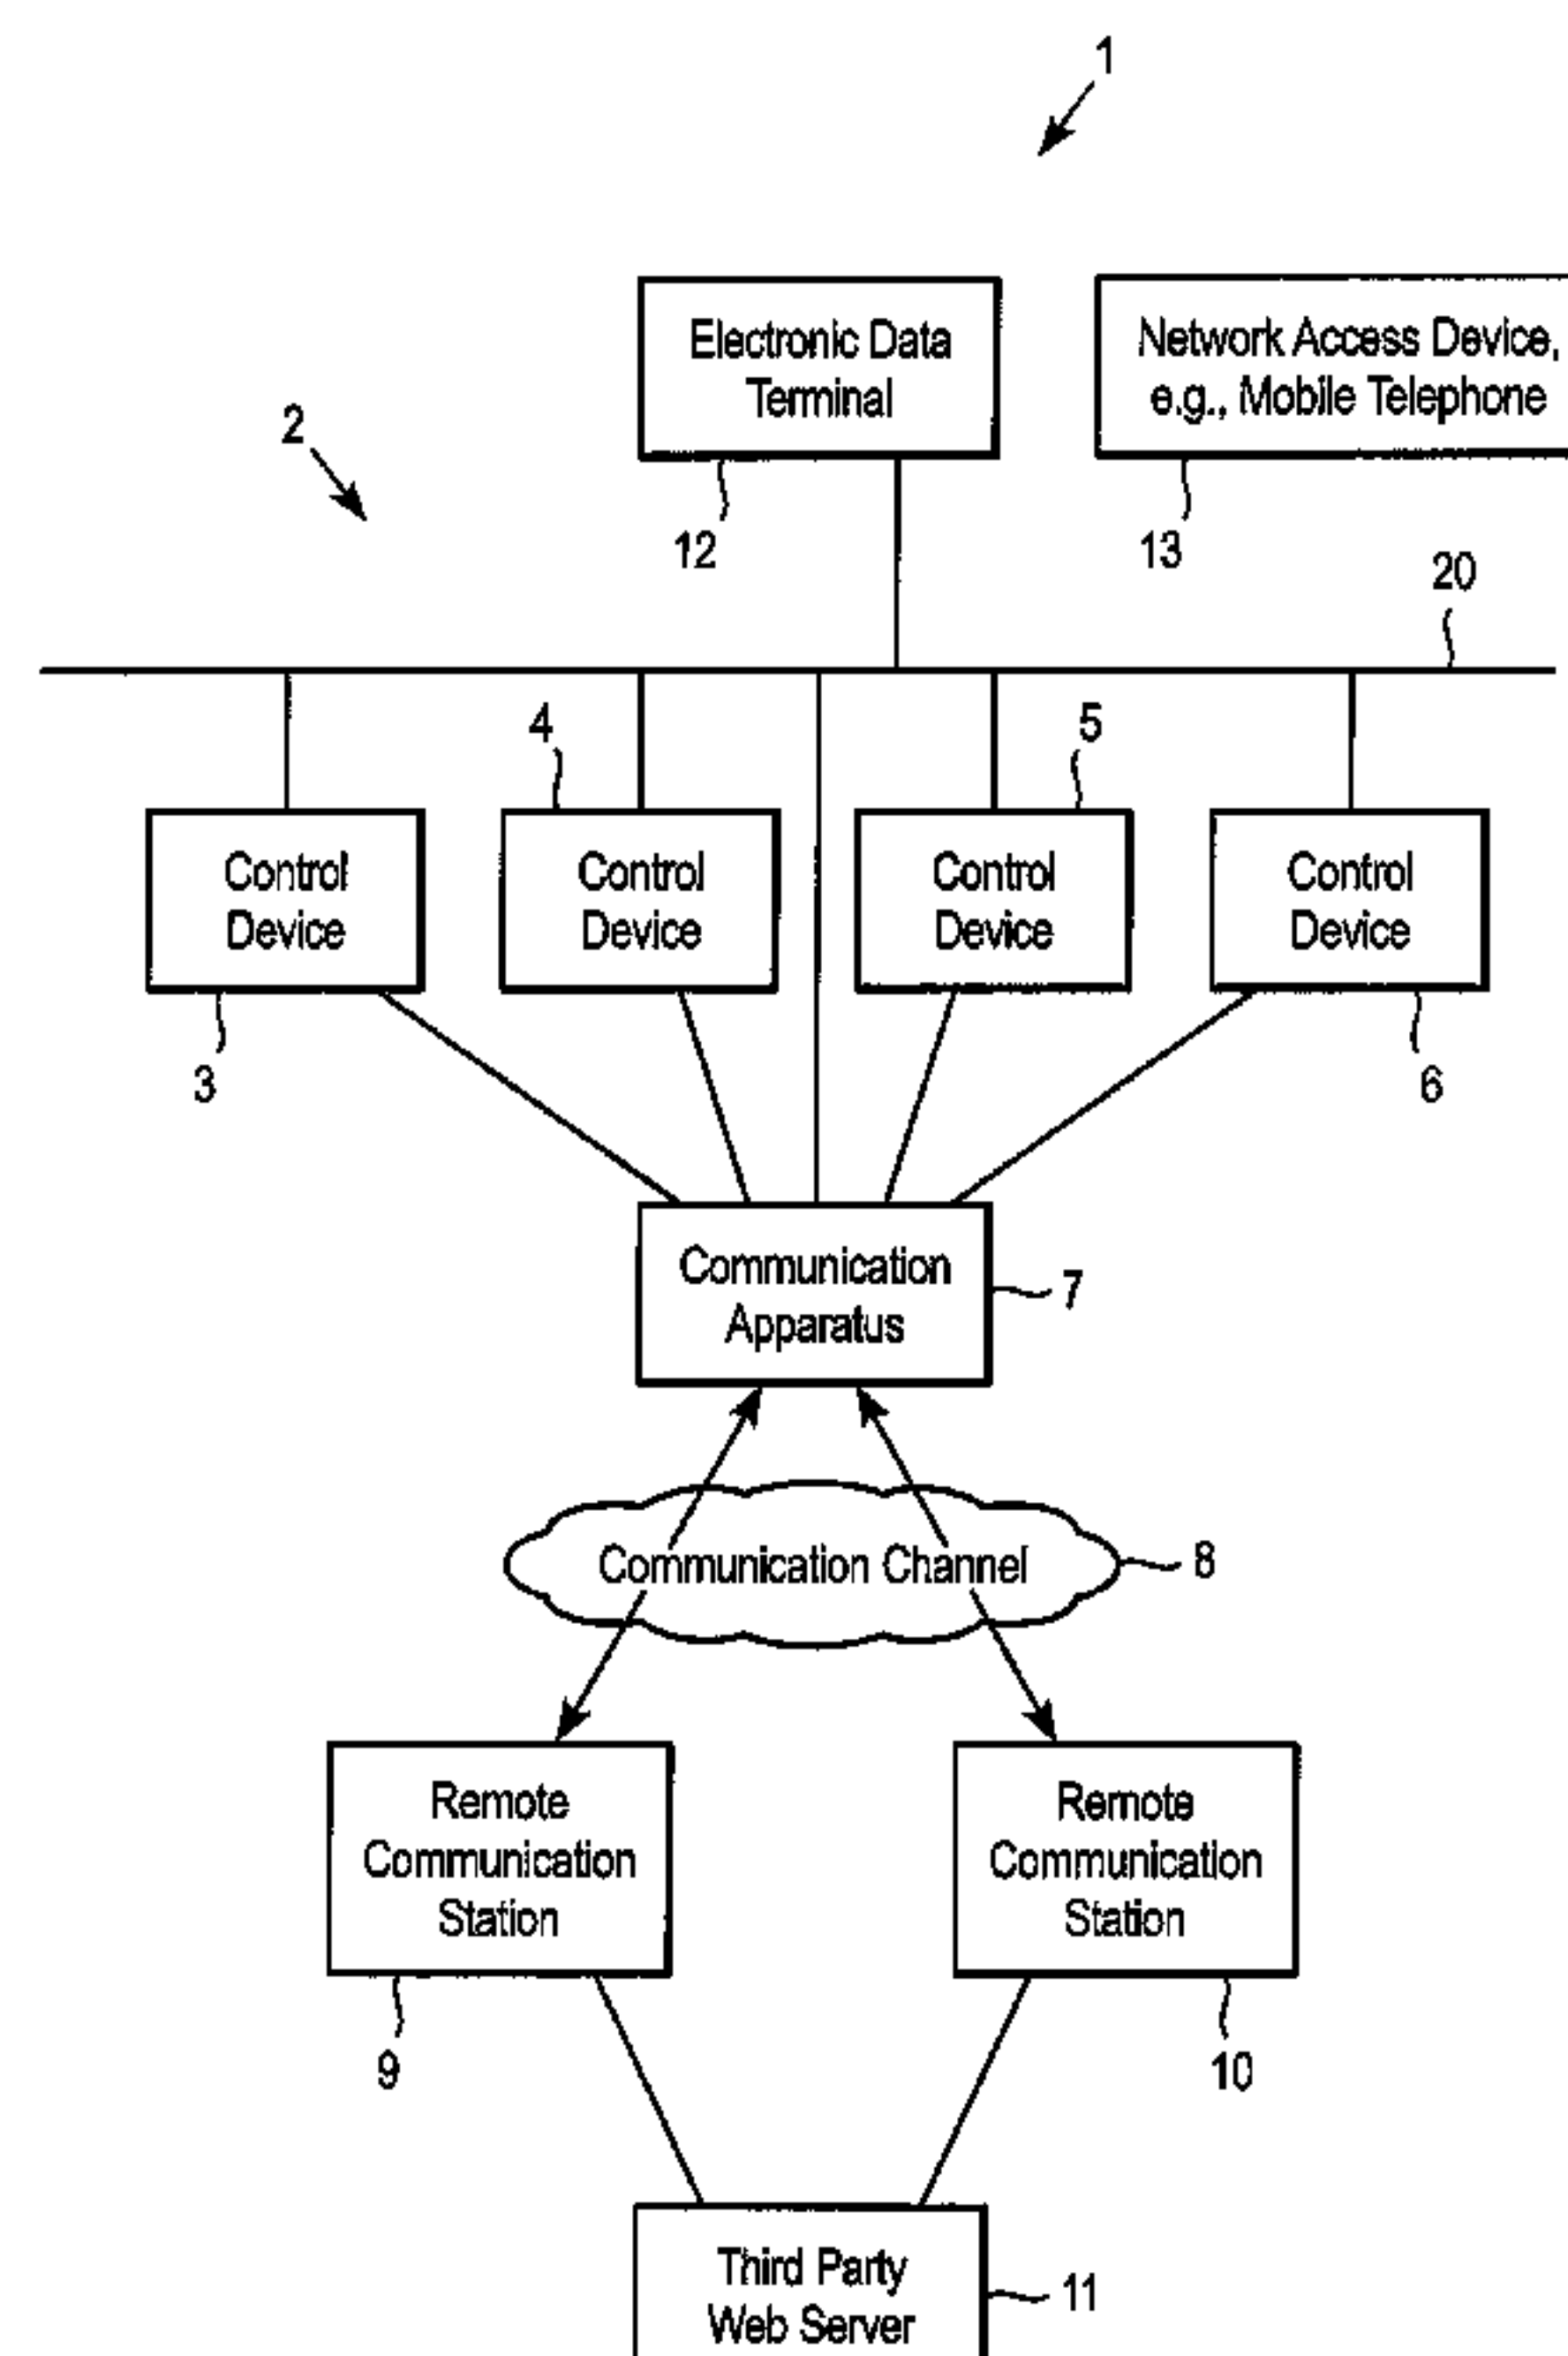 1
Electronic Data
Terminal
Network Access Device,
e.g., Mobile Telephone
2
12
13
20
4
5
Control
Device
Control
Device
Control
Device
Control
Device
3
6
Communication
Apparatus
7
Communication Channel
8
Remote
Communication
Station
Remote
Communication
Station
9
10
Third Party
Web Server
11